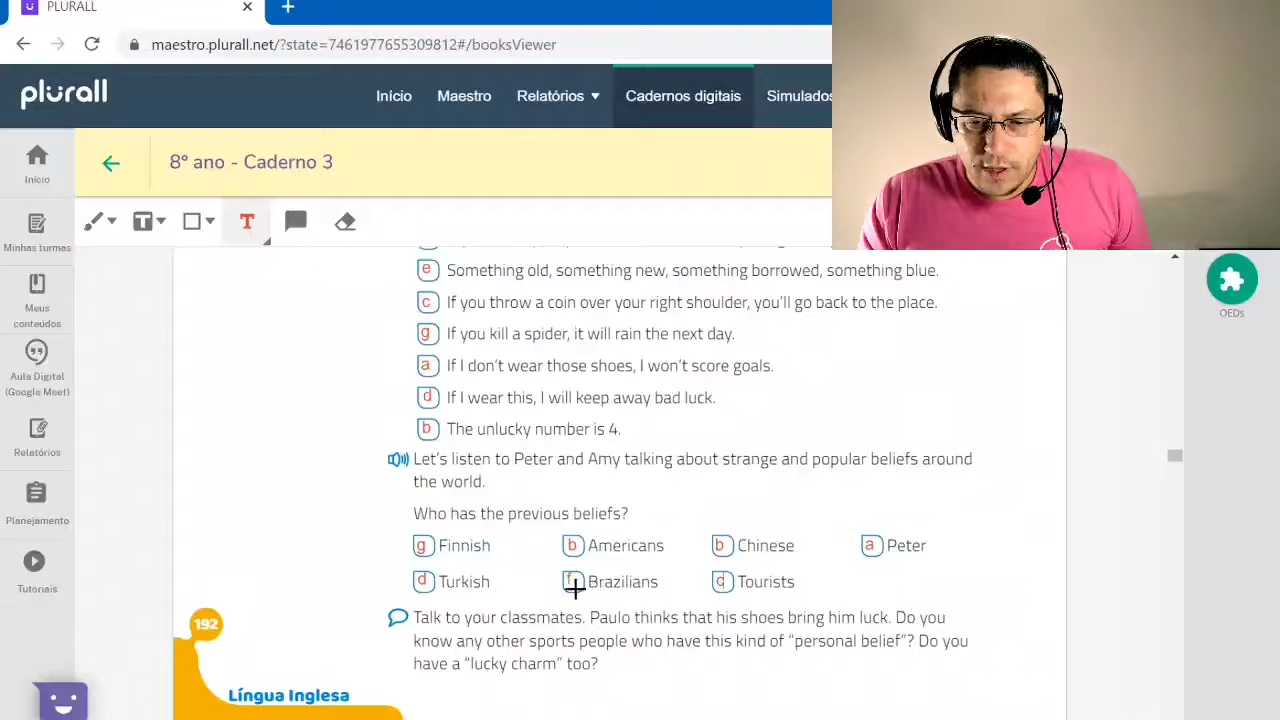 PLURALL
maestro.plurall.net/?state=7461977655309812#/booksViewer
plurall
Início
Maestro
Relatórios
Cadernos digitais
Simulados
8º ano - Caderno 3
Início
Minhas turmas
Meus
conteúdos
Aula Digital
(Google Meet)
Relatórios
Planejamento
Tutoriais
OEDs
e Something old, something new, something borrowed, something blue.
c If you throw a coin over your right shoulder, you'll go back to the place.
g If you kill a spider, it will rain the next day.
a If I don't wear those shoes, I won't score goals.
d If I wear this, I will keep away bad luck.
b The unlucky number is 4.
Let's listen to Peter and Amy talking about strange and popular beliefs around
the world.
Who has the previous beliefs?
g Finnish b Americans b Chinese a Peter
d Turkish f Brazilians Tourists
Talk to your classmates. Paulo thinks that his shoes bring him luck. Do you
know any other sports people who have this kind of "personal belief"? Do you
have a "lucky charm" too?
192
Língua Inglesa